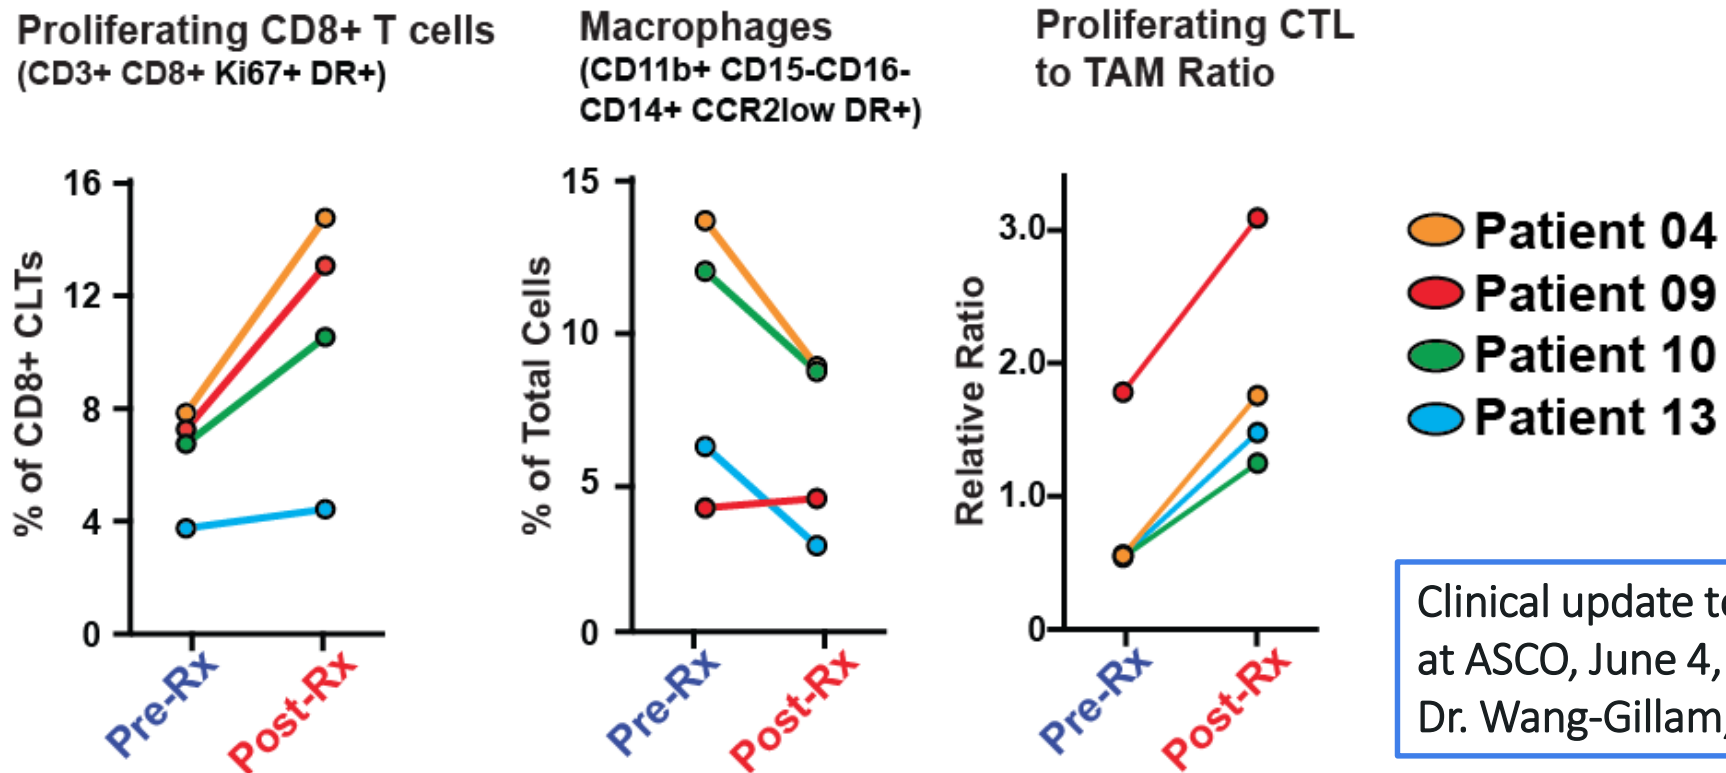 Proliferating CD8+ T cells
(CD3+ CD8+ Ki67+ DR+)
% of CD8+ CLTs
16
12
8
4
0
Pre-Rx
Post-Rx
Macrophages
(CD11b+ CD15-CD16-
CD14+ CCR2low DR+)
% of Total Cells
15
10
5
0
Pre-Rx
Post-Rx
Proliferating CTL
to TAM Ratio
Relative Ratio
3.0
2.0
1.0
0
Pre-Rx
Post-Rx
Patient 04
Patient 09
Patient 10
Patient 13
Clinical update
at ASCO, June 4,
Dr. Wang-Gillam,